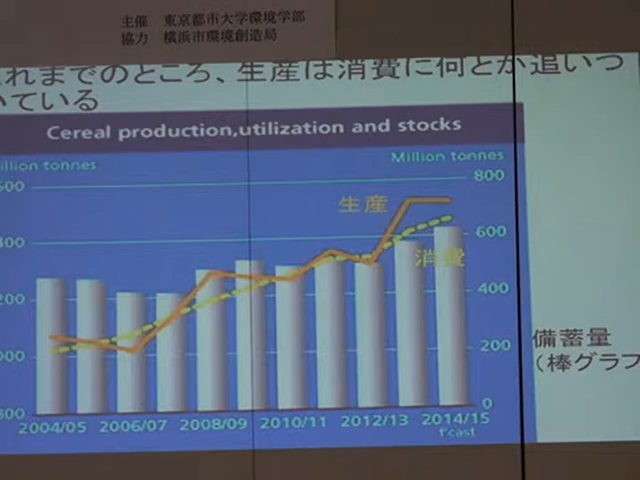 主催 東京都市大学環境学部
協力 横浜市環境創造局
れまでのところ、生産は消費に何とか追いつ
いている
Cereal production,utilization and stocks
illion tonnes
Million tonnes
600
800
生産
400
600
消費
200
400
000
200
800
0
備蓄量
(棒グラフ
2004/05 2006/07 2008/09 2010/11 2012/13 2014/15
f'cast